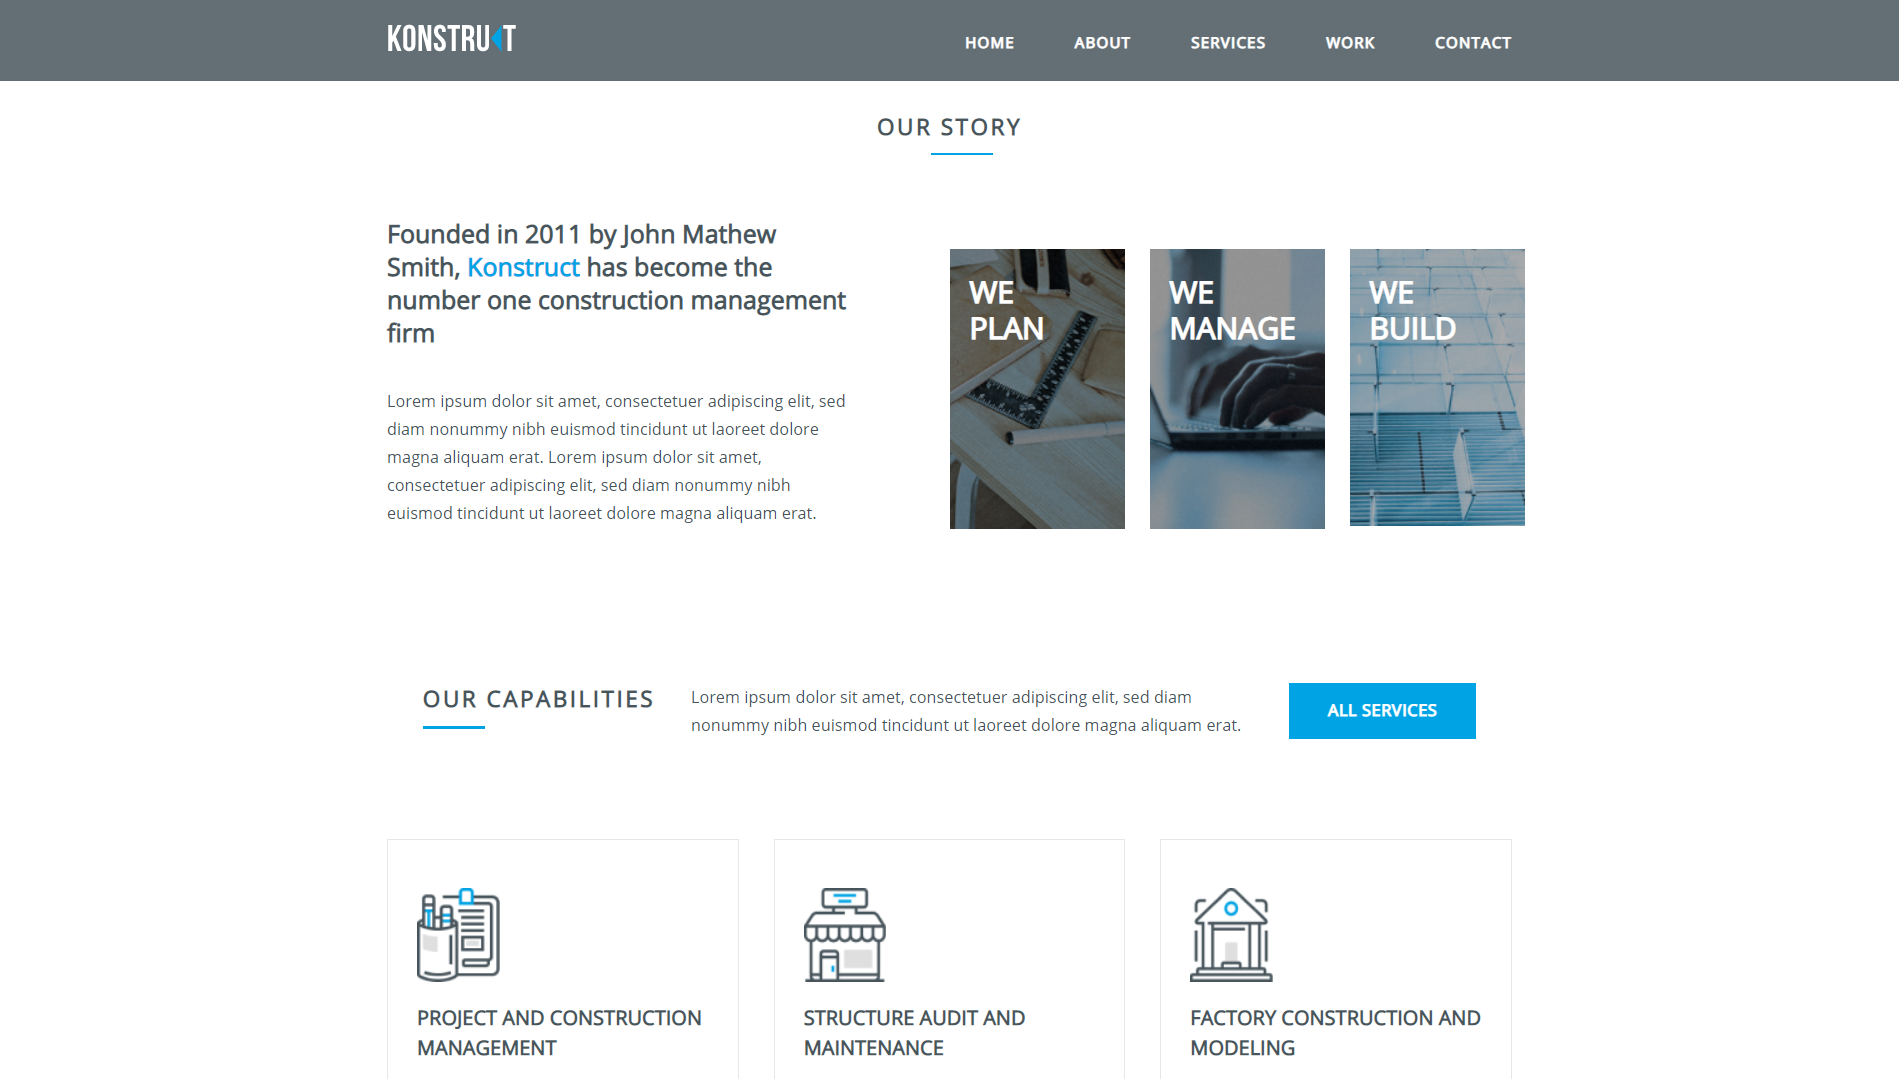 KONSTRUKT
HOME ABOUT SERVICES WORK CONTACT
OUR STORY
Founded in 2011 by John Mathew
Smith, Konstruct has become the
number one construction management
firm
Lorem ipsum dolor sit amet, consectetuer adipiscing elit, sed
diam nonummy nibh euismod tincidunt ut laoreet dolore
magna aliquam erat. Lorem ipsum dolor sit amet,
consectetuer adipiscing elit, sed diam nonummy nibh
euismod tincidunt ut laoreet dolore magna aliquam erat.
WE
PLAN
WE
MANAGE
WE
BUILD
OUR CAPABILITIES
Lorem ipsum dolor sit amet, consectetuer adipiscing elit, sed diam
nonummy nibh euismod tincidunt ut laoreet dolore magna aliquam erat.
ALL SERVICES
PROJECT AND CONSTRUCTION
MANAGEMENT
STRUCTURE AUDIT AND
MAINTENANCE
FACTORY CONSTRUCTION AND
MODELING